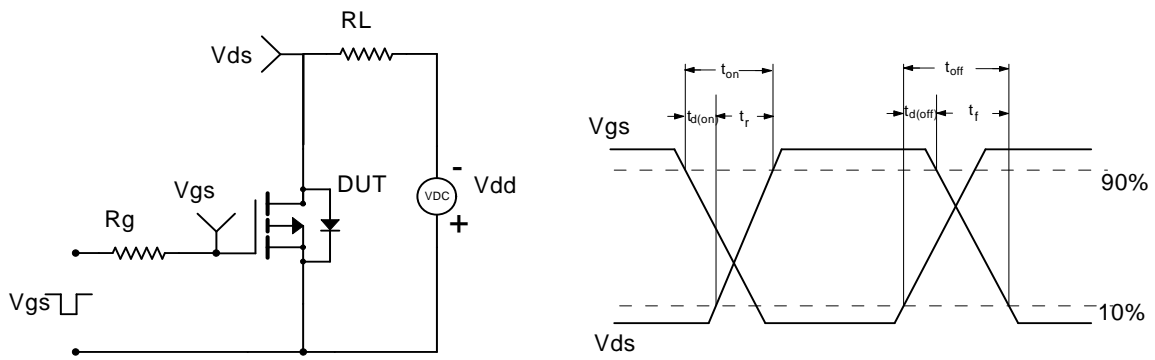 RL
Vds
Vgs
DUT
VDC
-
+
Vdd
Rg
Vgs
t_on
t_d(on)
t_r
t_off
t_d(off)
t_f
Vgs
90%
10%
Vds